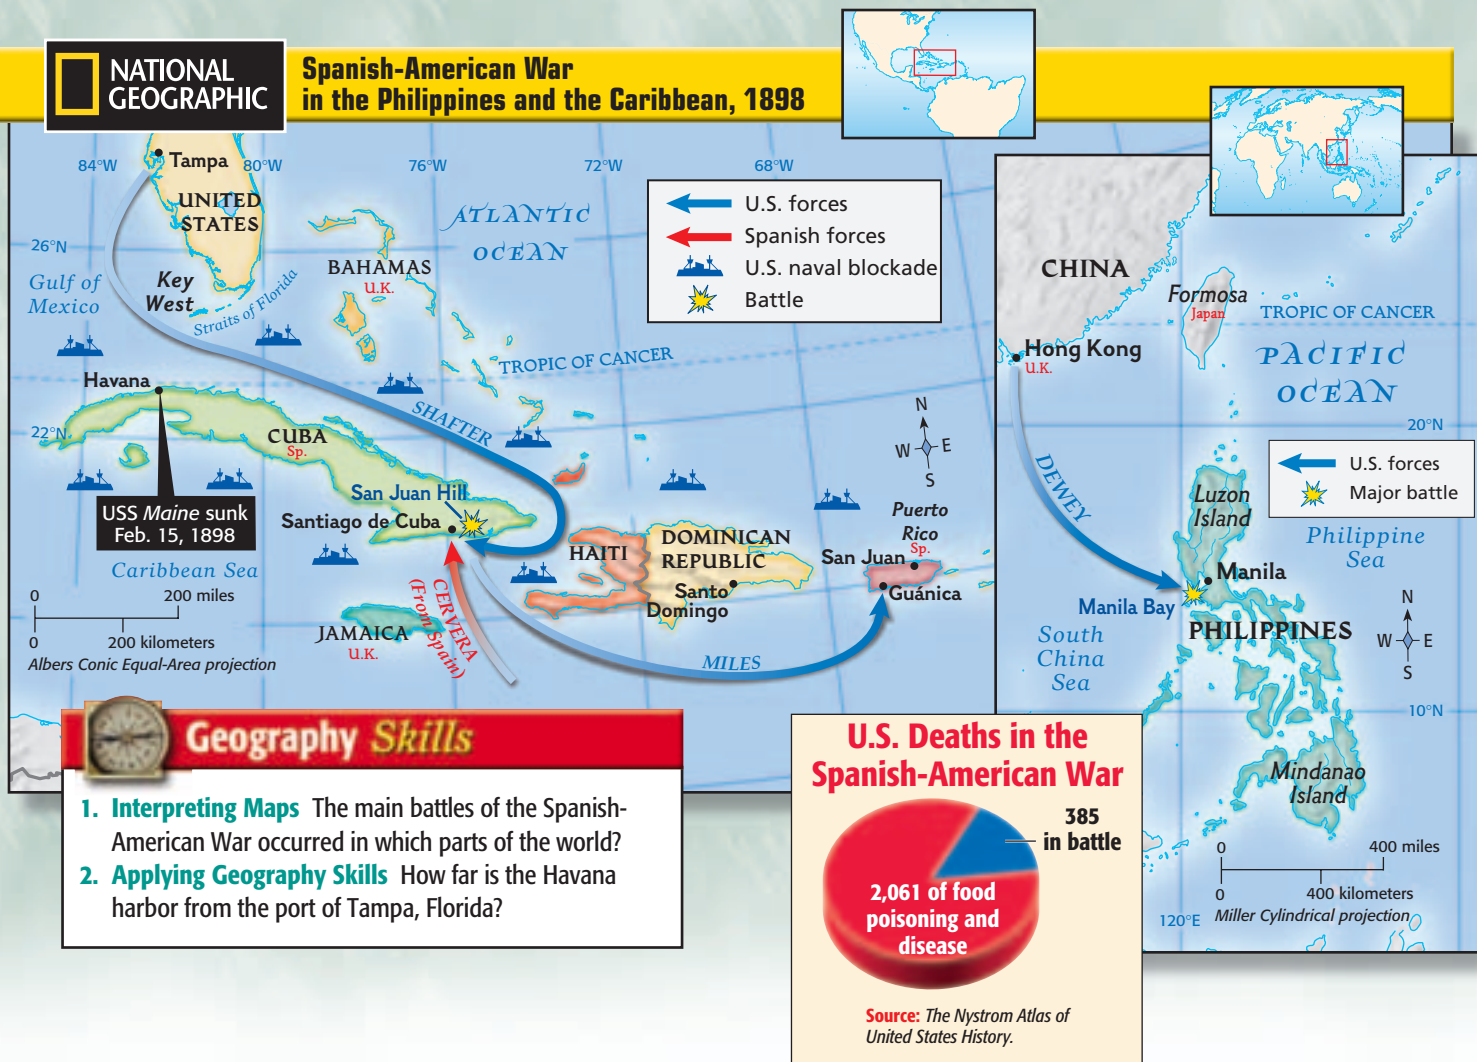 NATIONAL
GEOGRAPHIC
Spanish-American War
in the Philippines and the Caribbean, 1898
84°W
80°W
76°W
72°W
68°W
Tampa
UNITED
STATES
26°N
Gulf of
Mexico
Key
West
Straits of Florida
BAHAMAS
U.K.
ATLANTIC
OCEAN
U.S. forces
Spanish forces
U.S. naval blockade
Battle
TROPIC OF CANCER
Havana
22°N
CUBA
Sp.
SHAFTER
San Juan Hill
Santiago de Cuba
USS Maine sunk
Feb. 15, 1898
Caribbean Sea
0
200 miles
0
200 kilometers
Albers Conic Equal-Area projection
JAMAICA
U.K.
CERVERA
(From Spain)
HAITI
DOMINICAN
REPUBLIC
Santo
Domingo
MILES
N
W
E
S
Puerto
Rico
Sp.
San Juan
Guánica
CHINA
Formosa
Japan
TROPIC OF CANCER
Hong Kong
U.K.
PACIFIC
OCEAN
20°N
U.S. forces
Major battle
DEWEY
Luzon
Island
Philippine
Sea
Manila
Manila Bay
PHILIPPINES
South
China
Sea
N
W
E
S
10°N
Mindanao
Island
0
400 miles
0
400 kilometers
Miller Cylindrical projection
120°E
Geography Skills
1. Interpreting Maps The main battles of the Spanish-
American War occurred in which parts of the world?
2. Applying Geography Skills How far is the Havana
harbor from the port of Tampa, Florida?
U.S. Deaths in the
Spanish-American War
385
in battle
2,061 of food
poisoning and
disease
Source: The Nystrom Atlas of
United States History.